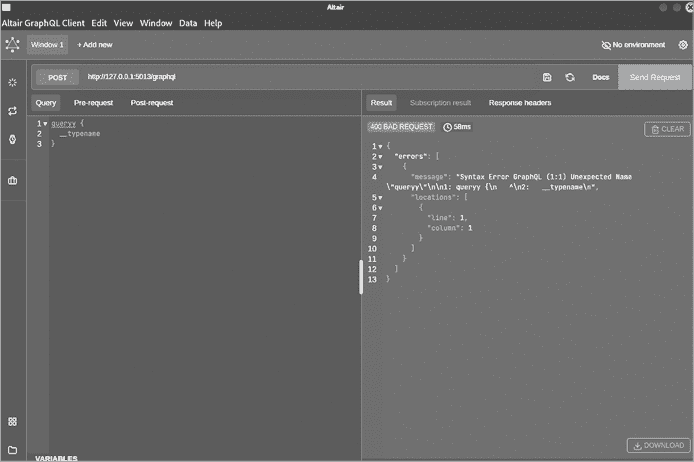 Altair
Altair GraphQL Client Edit View Window Data Help
Window 1 + Add new No environment
POST http://127.0.0.1:5013/graphql Docs Send Request
Query Pre-request Post-request
1 queryy {
2 __typename
3 }
VARIABLES
Result Subscription result Response headers
400 BAD REQUEST 58ms CLEAR
1 {
2 "errors": [
3 {
4 "message": "Syntax Error GraphQL (1:1) Unexpected Name
\"queryy\"\n\n1: queryy {\n ^\n2: __typename\n",
5 "locations": [
6 {
7 "line": 1,
8 "column": 1
9 }
10 ]
11 }
12 ]
13 }
DOWNLOAD